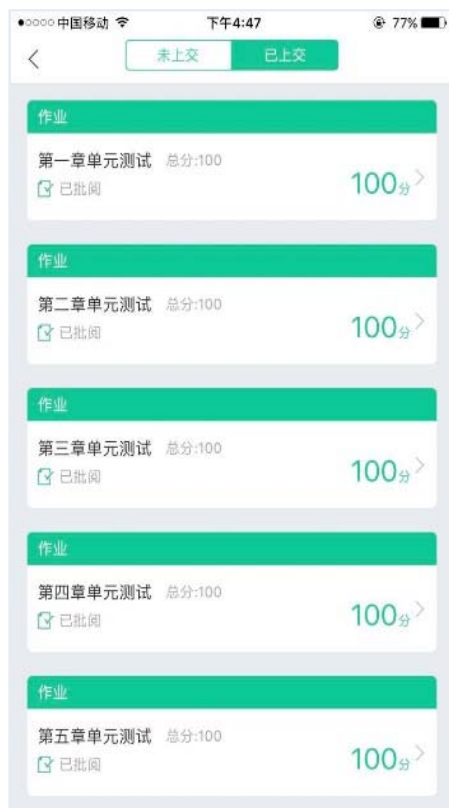 中国移动 下午4:47 77%
未上交 已上交
作业
第一章单元测试 总分:100
已批阅 100分
作业
第二章单元测试 总分:100
已批阅 100分
作业
第三章单元测试 总分:100
已批阅 100分
作业
第四章单元测试 总分:100
已批阅 100分
作业
第五章单元测试 总分:100
已批阅 100分